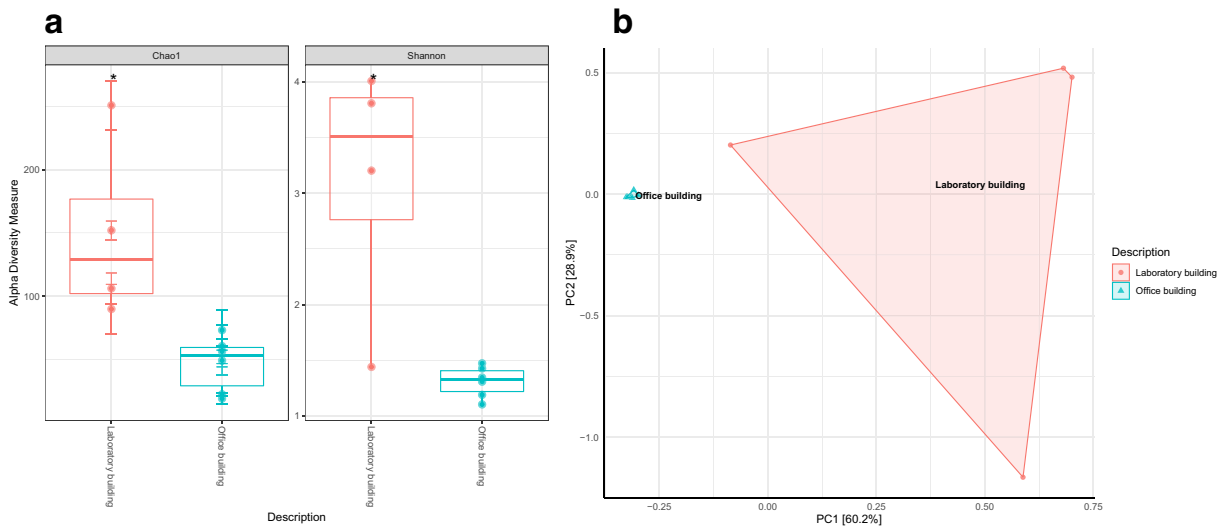 a
Chao1
Shannon
*
*
Alpha Diversity Measure
200
100
4
3
2
1
Laboratory building
Office building
Laboratory building
Office building
Description
b
PC2 [28.9%]
0.5
0.0
−0.5
−1.0
Laboratory building
Office building
−0.25
0.00
0.25
0.50
0.75
PC1 [60.2%]
Description
Laboratory building
Office building